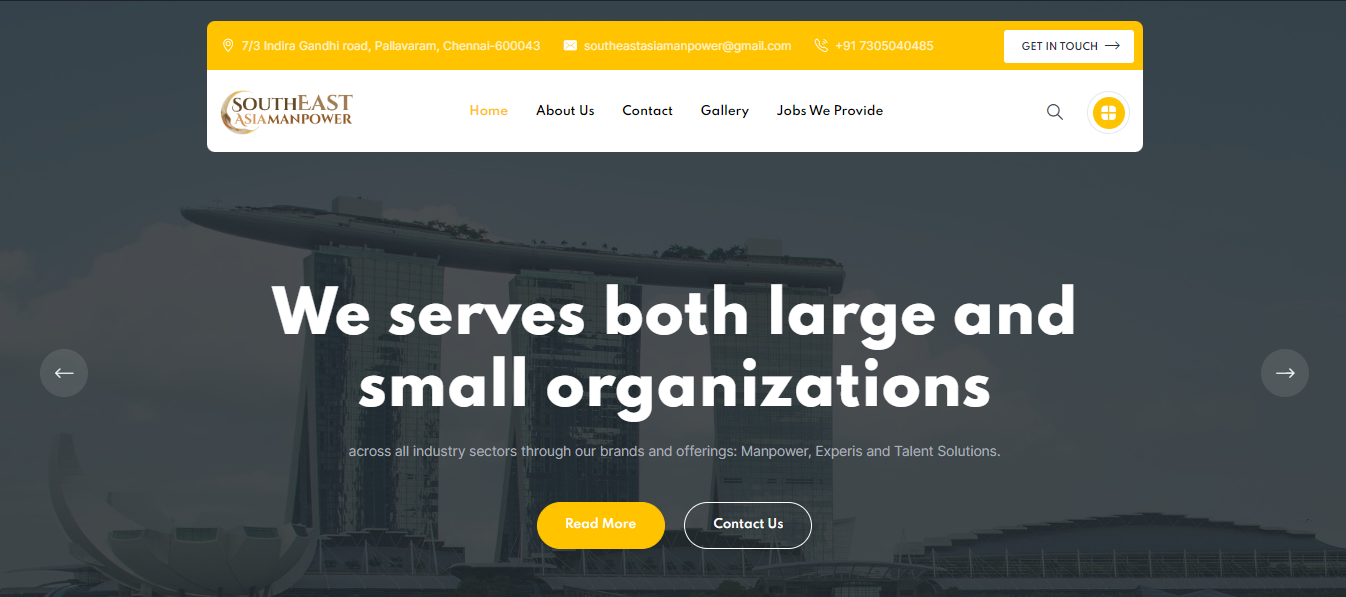 7/3 Indira Gandhi road, Pallavaram, Chennai-600043 southeastasiamanpower@gmail.com +91 7305040485 GET IN TOUCH
SOUTHEAST
ASIAMANPOWER
Home About Us Contact Gallery Jobs We Provide
We serves both large and
small organizations
across all industry sectors through our brands and offerings: Manpower, Experis and Talent Solutions.
Read More Contact Us